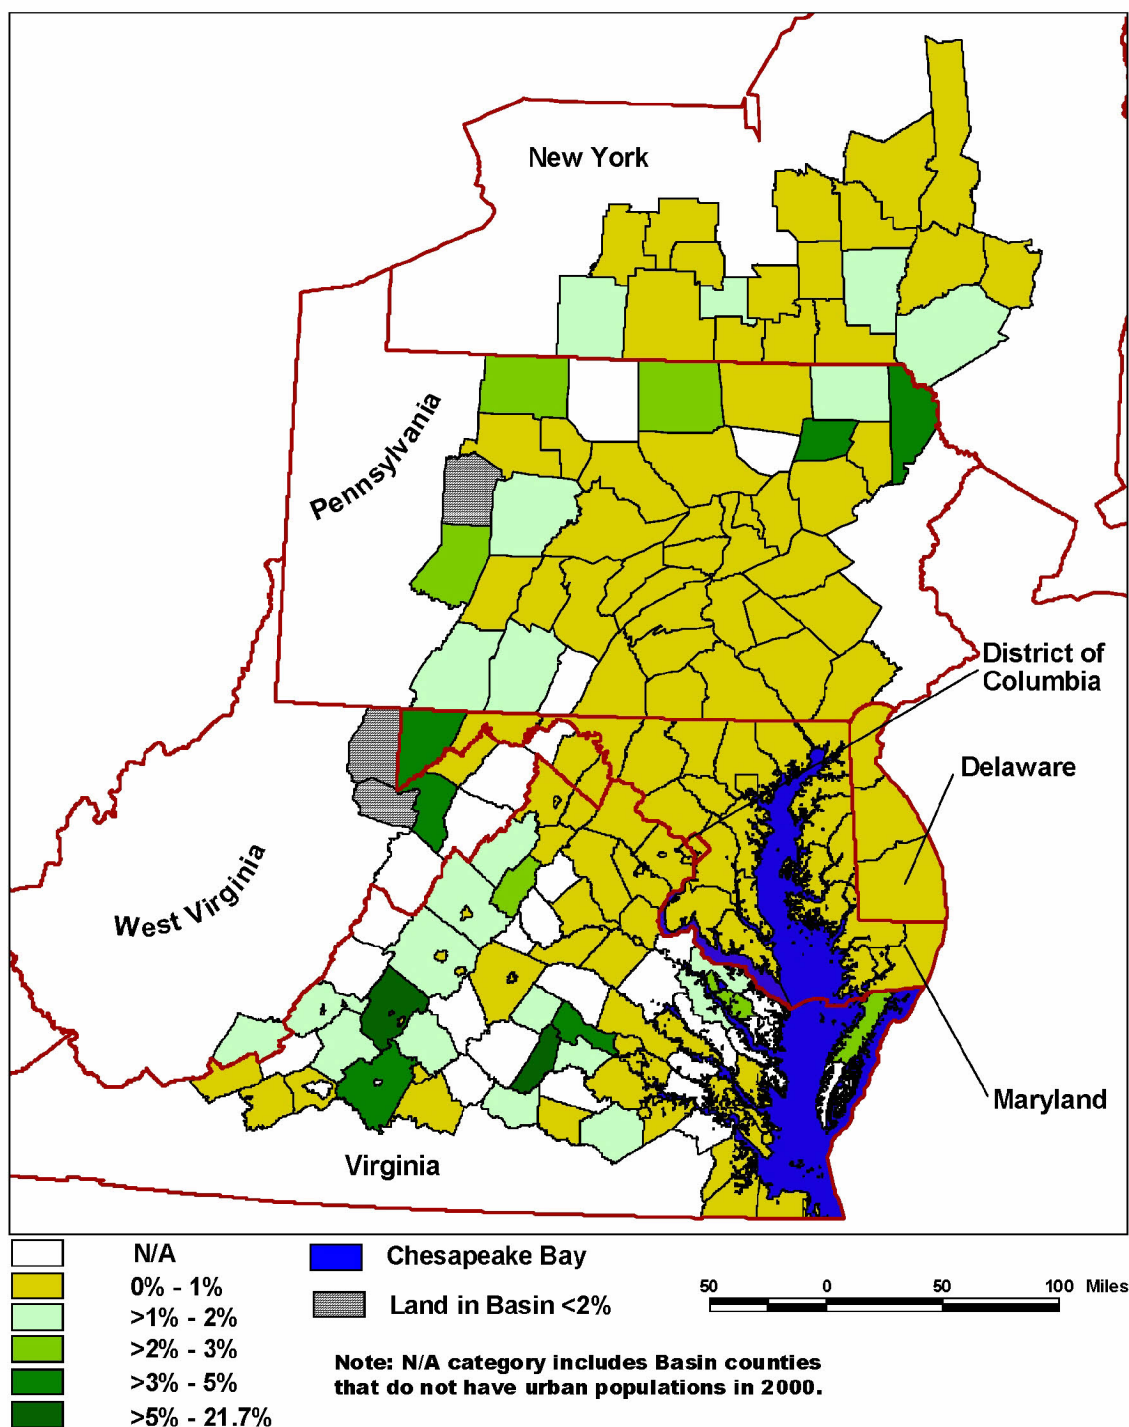 New York
Pennsylvania
District of
Columbia
Delaware
West Virginia
Maryland
Virginia
N/A
0% - 1%
>1% - 2%
>2% - 3%
>3% - 5%
>5% - 21.7%
Chesapeake Bay
Land in Basin <2%
50 0 50 100 Miles
Note: N/A category includes Basin counties
that do not have urban populations in 2000.